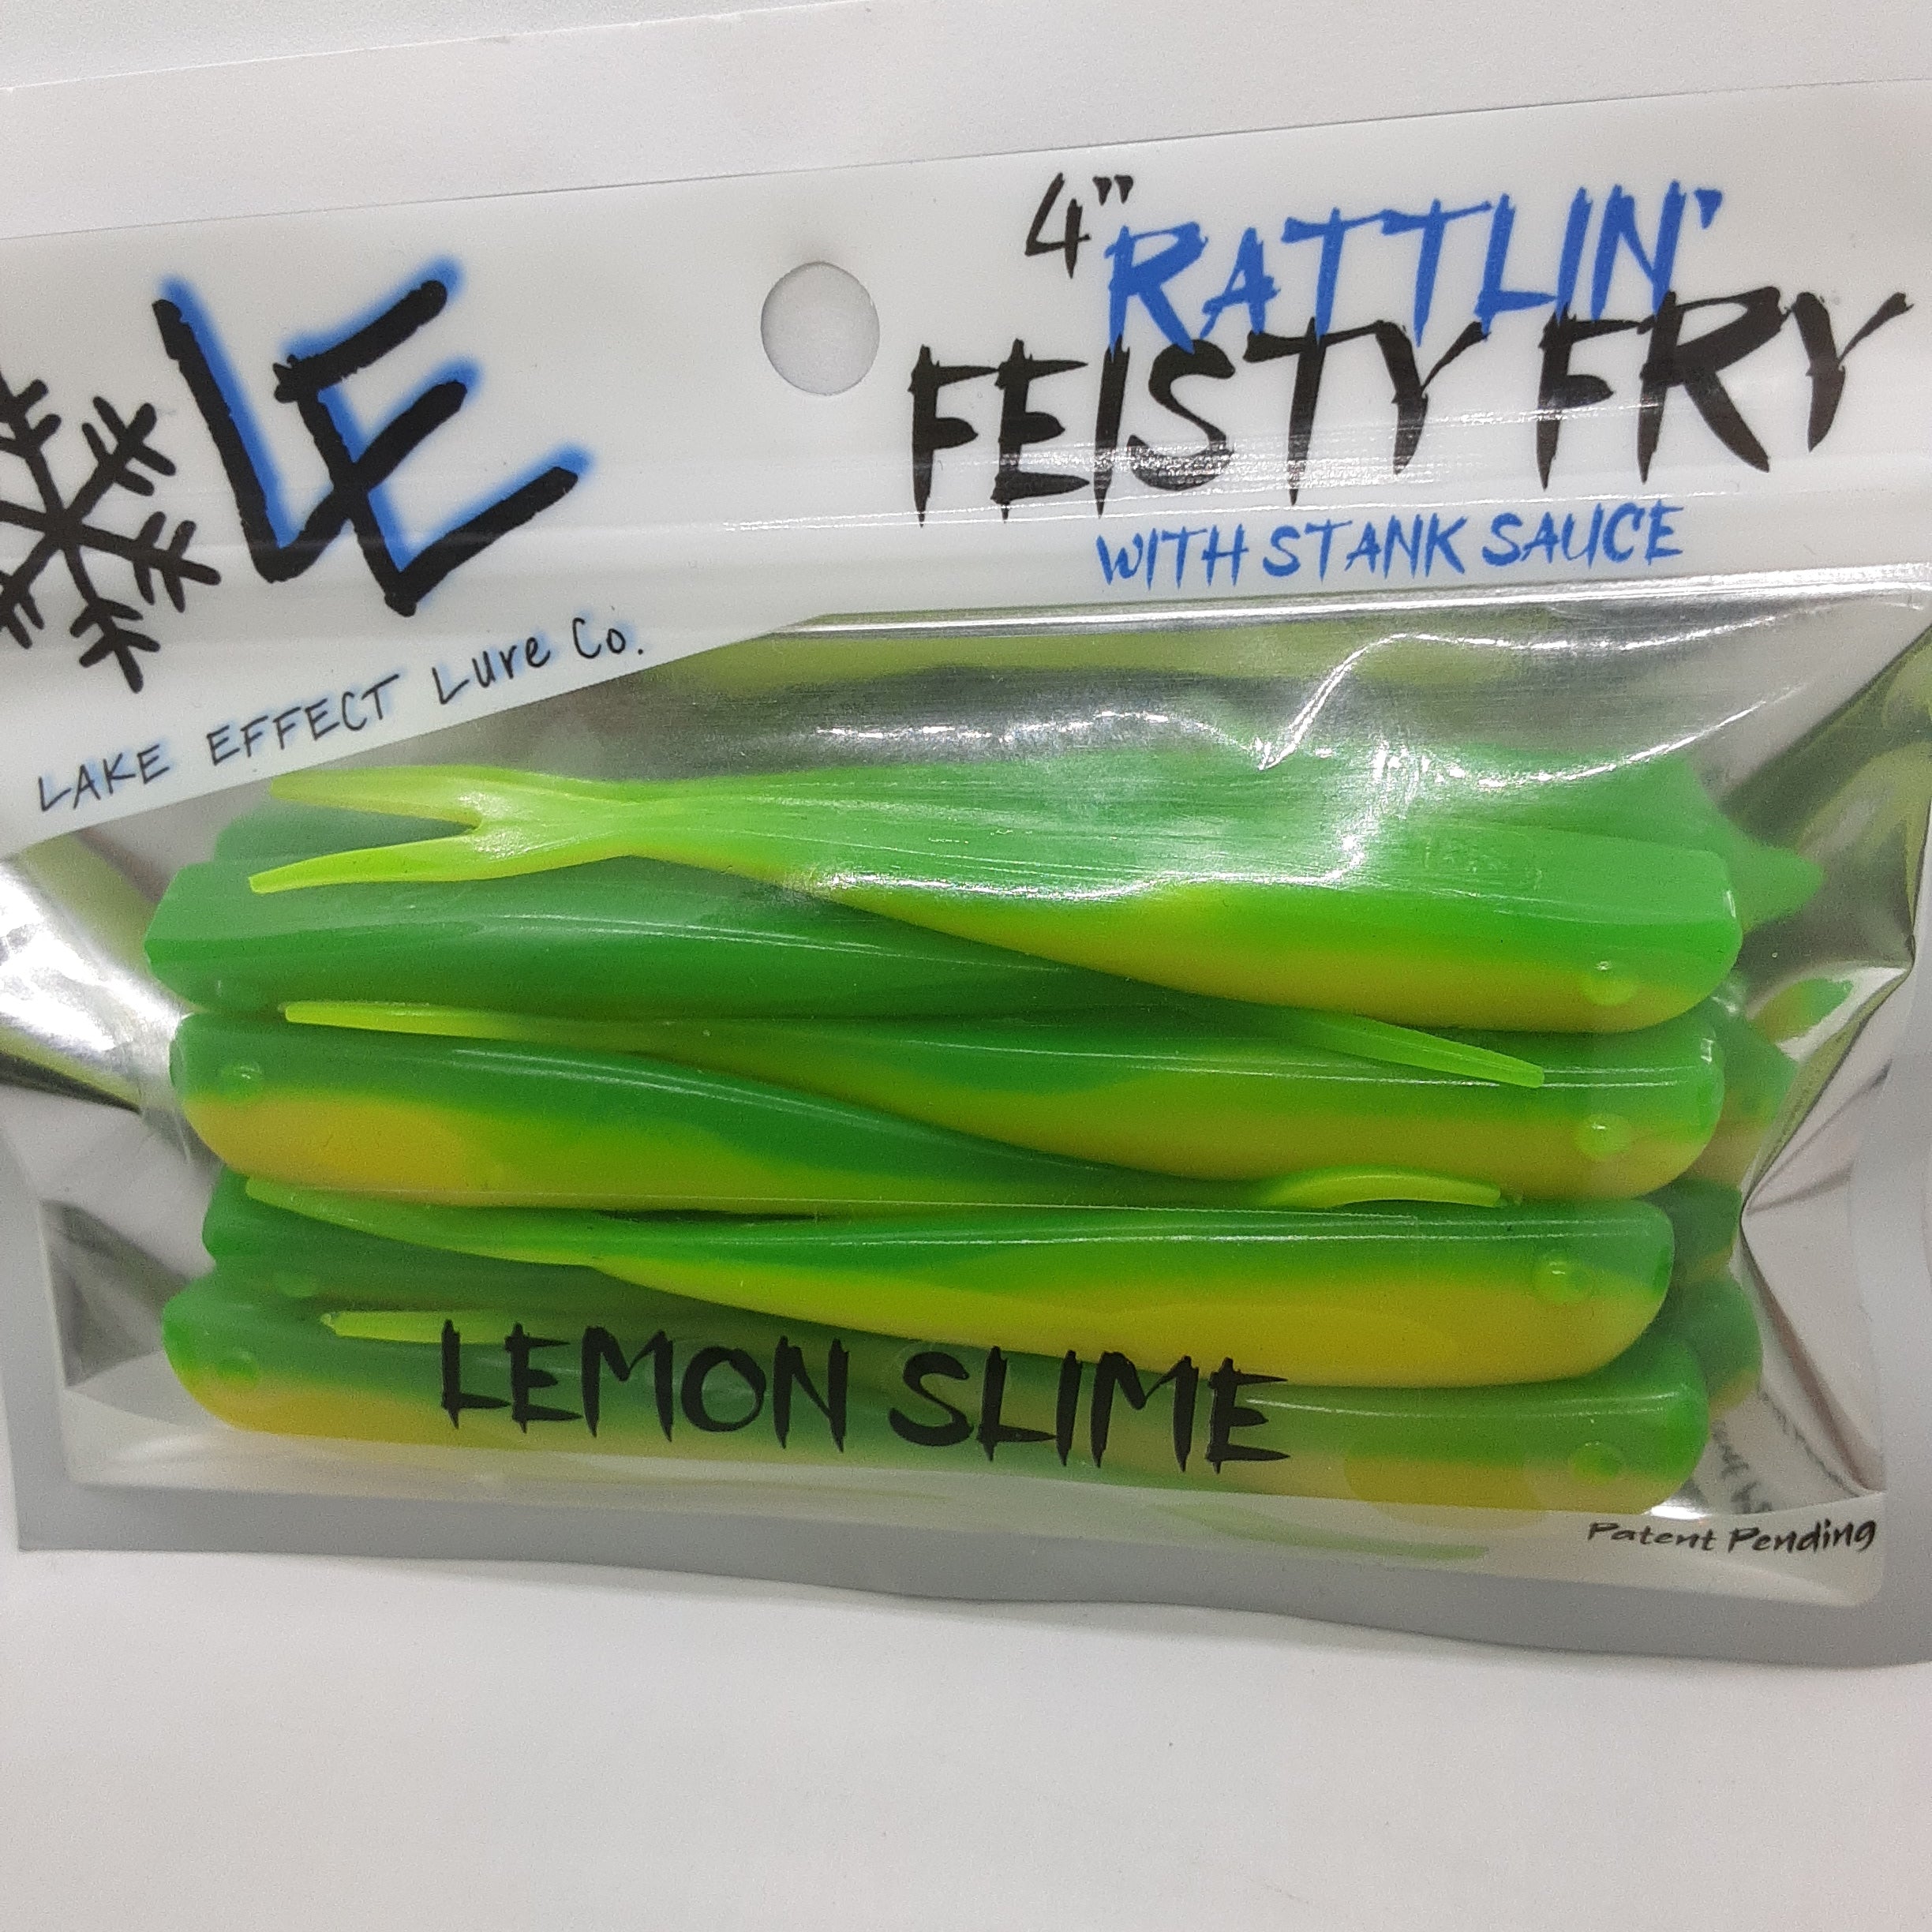 LE
LAKE EFFECT Lure Co.
4" RATTLIN'
FEISTY FRY
WITH STANK SAUCE
LEMON SLIME
Patent Pending